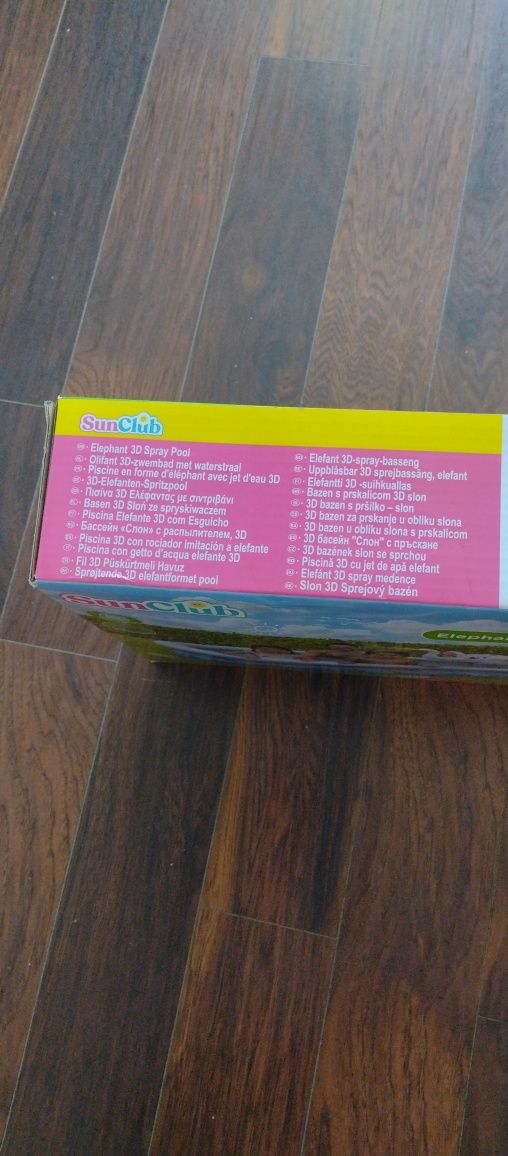 SunClub
Elephant 3D Spray Pool
Olifant 3D-zwembad met waterstraal
Piscine en forme d'éléphant avec jet d'eau 3D
3D-Elefanten-Spritzpool
Πισίνα 3D Ελέφαντας με σιντριβάνι
Basen 3D Słoń ze spryskiwaczem
Piscina Elefante 3D com Esguicho
Бассейн «Слон» с распылителем, 3D
Piscina 3D con rociador imitación a elefante
Piscina con getto d'acqua elefante 3D
Fil 3D Püskürtmeli Havuz
Sprøjtende 3D elefantformet pool
Elefant 3D-spray-basseng
Uppblåsbar 3D sprejbassäng, elefant
Elefantti 3D -suihkuallas
Bazen s prskalicom 3D slon
3D bazen s pršilko – slon
3D bazen za prskanje u obliku slona
3D bazen u obliku slona s prskalicom
3D басейн "Слон" с пръскане
3D bazének slon se sprchou
Piscină 3D cu jet de apă elefant
Elefánt 3D spray medence
Slon 3D Sprejový bazén
SunClub